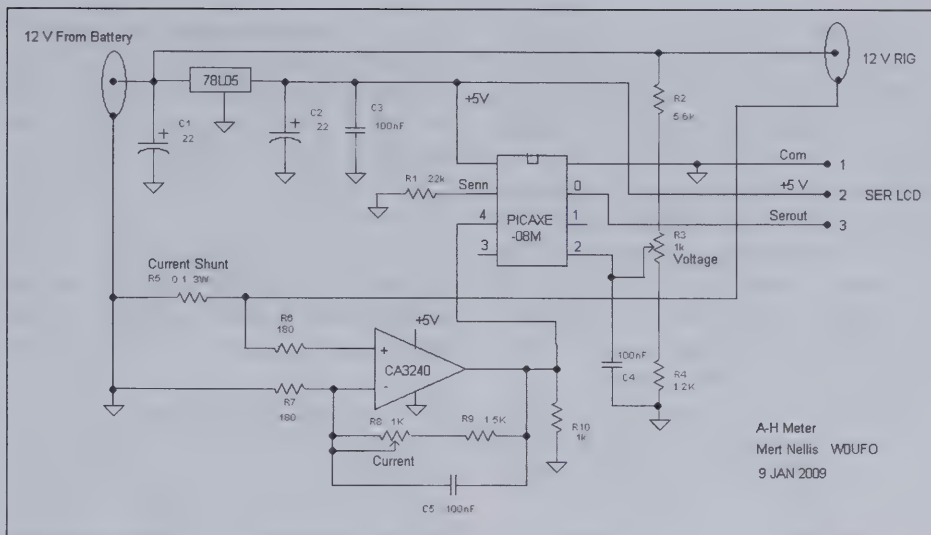 12 V From Battery
12 V RIG
78L05
C1
22
+
C2
22
+
C3
100nF
+5V
R2
5.6K
R1 22k
Senn
PICAXE
-08M
4
3
0
1
2
Com
1
+5 V
2
SER LCD
Serout
3
R3
1k
Voltage
Current Shunt
R5 0.1 3W
R6
180
+5V
+
CA3240
-
R7
180
R8 1K
R9 1.5K
Current
C5 100nF
R10
1k
100nF
C4
R4
1.2K
A-H Meter
Mert Nellis W0UFO
9 JAN 2009